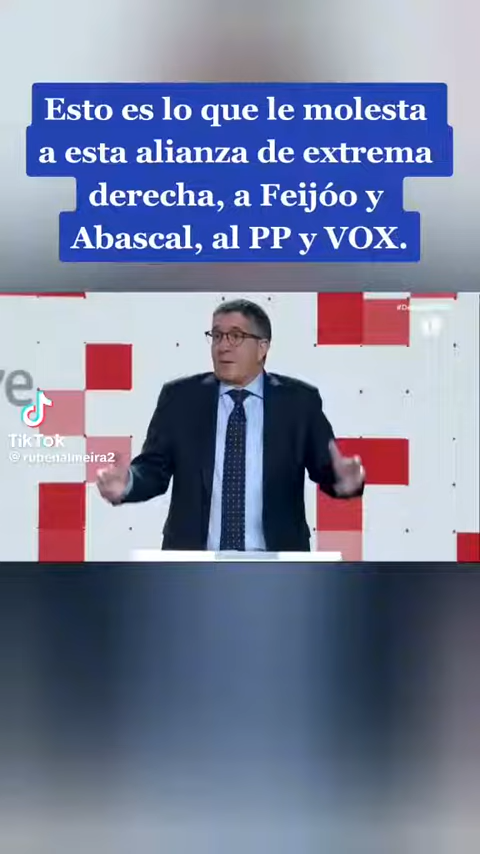 Esto es lo que le molesta
a esta alianza de extrema
derecha, a Feijóo y
Abascal, al PP y VOX.
TikTok
@rubenalmeira2